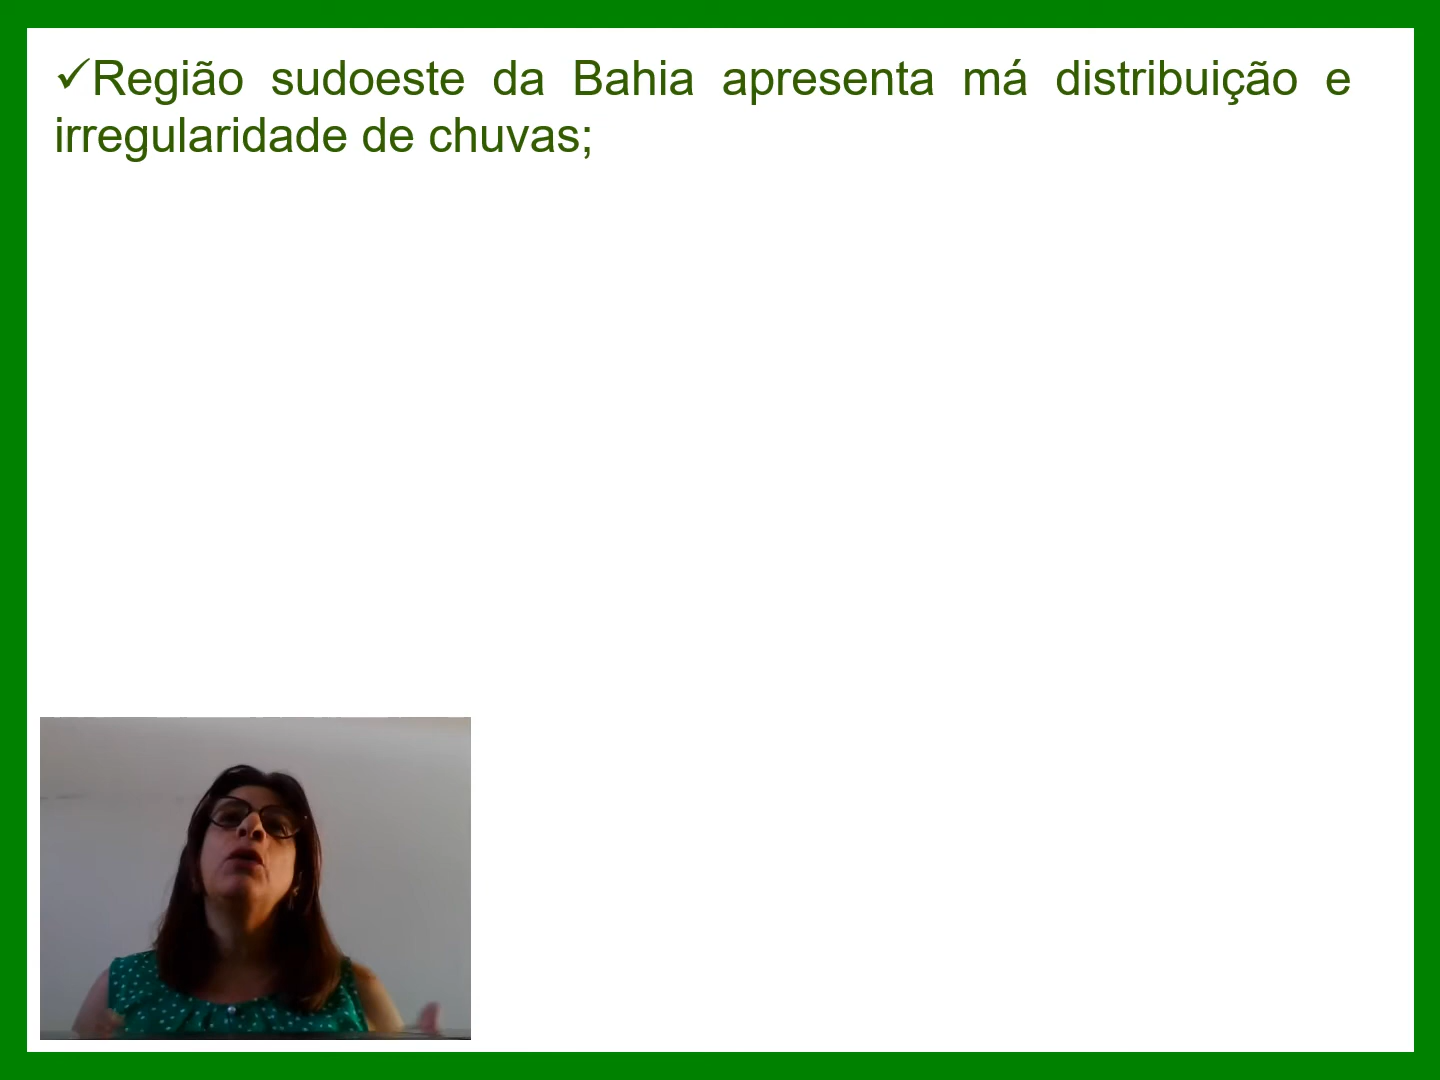 ✓Região sudoeste da Bahia apresenta má distribuição e
irregularidade de chuvas;